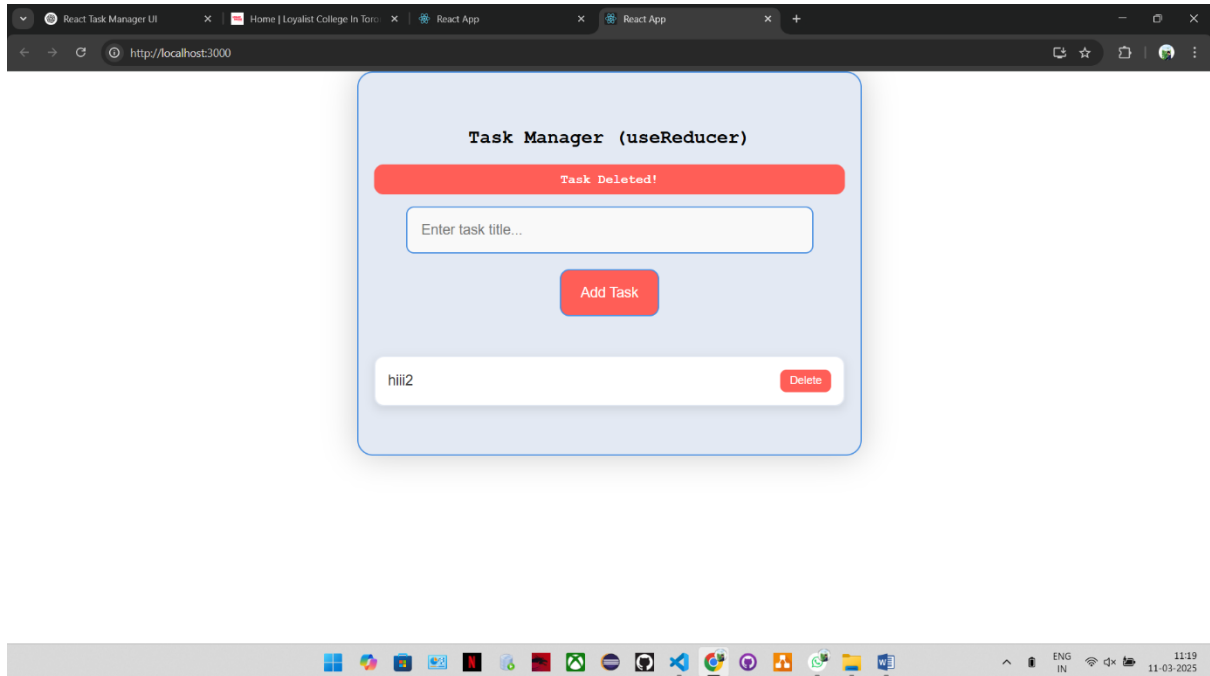 React Task Manager UI
Home | Loyalist College In Toro
React App
React App
http://localhost:3000
Task Manager (useReducer)
Task Deleted!
Enter task title...
Add Task
hiii2
Delete
ENG
IN
11:19
11-03-2025